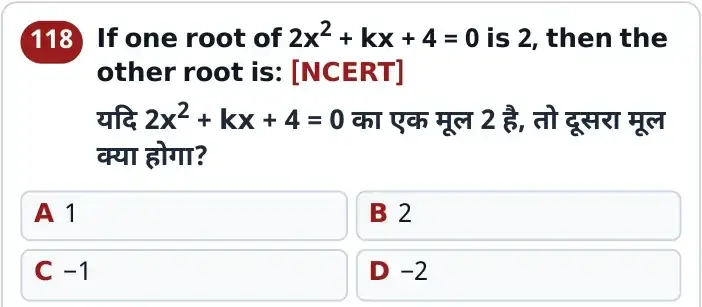 118 If one root of 2x² + kx + 4 = 0 is 2, then the
other root is: [NCERT]
यदि 2x² + kx + 4 = 0 का एक मूल 2 है, तो दूसरा मूल
क्या होगा?
A 1
B 2
C −1
D −2